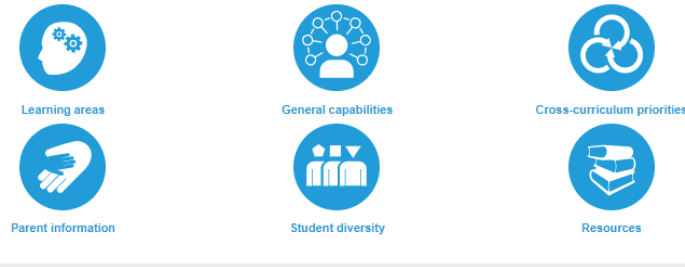 Learning areas
General capabilities
Cross-curriculum priorities
Parent information
Student diversity
Resources